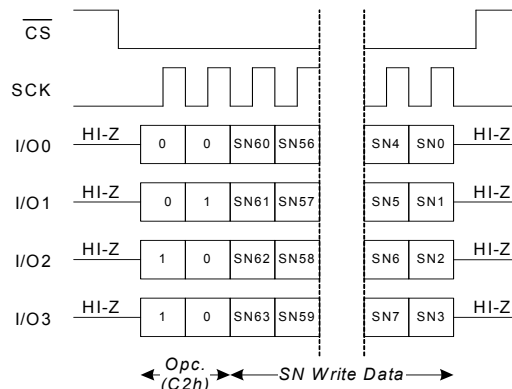 CS
SCK
I/O0 HI-Z 0 0 SN60 SN56 SN4 SN0 HI-Z
I/O1 HI-Z 0 1 SN61 SN57 SN5 SN1 HI-Z
I/O2 HI-Z 1 0 SN62 SN58 SN6 SN2 HI-Z
I/O3 HI-Z 1 0 SN63 SN59 SN7 SN3 HI-Z
Opc. SN Write Data
(C2h)